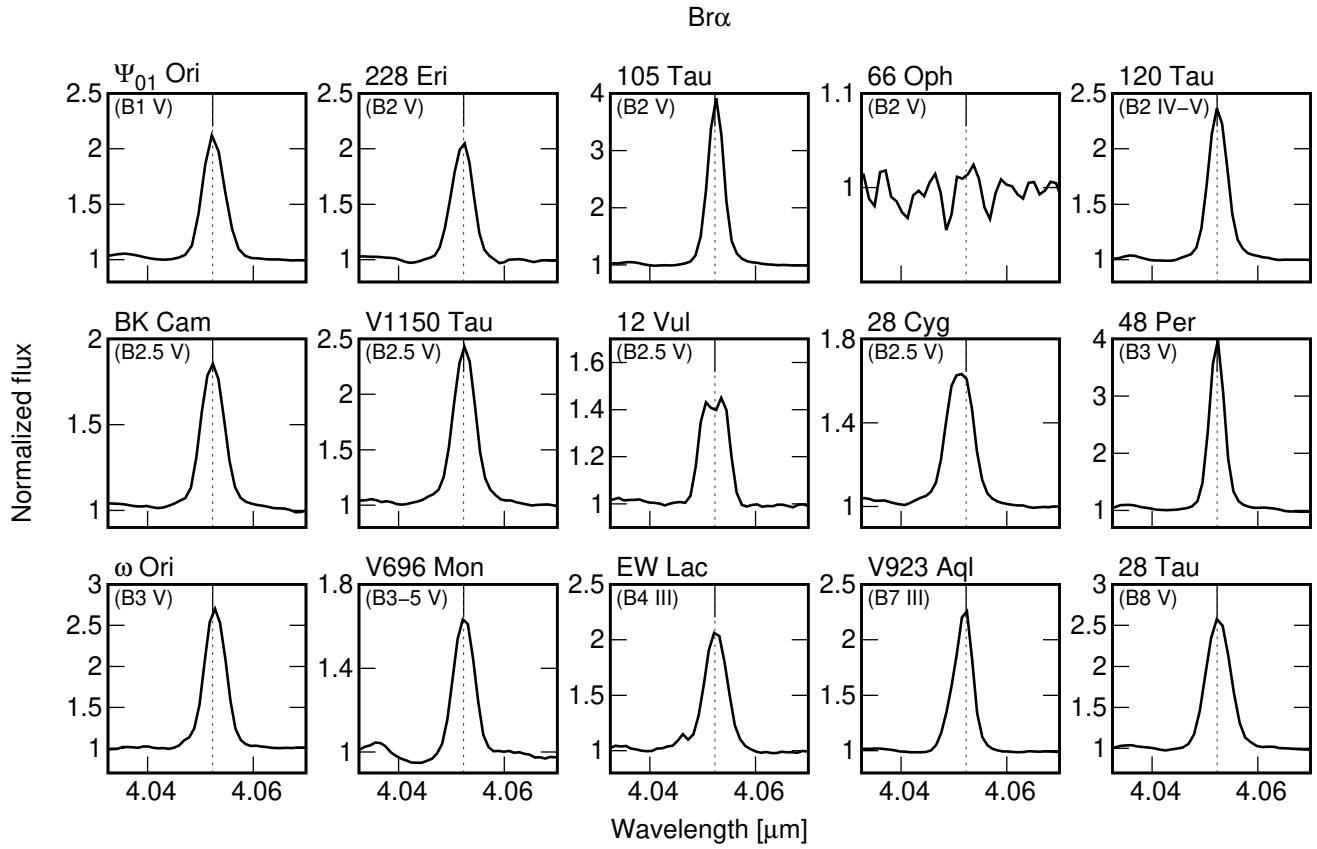 Brα
Ψ01 Ori
(B1 V)
2.5
2
1.5
1
228 Eri
(B2 V)
2.5
2
1.5
1
105 Tau
(B2 V)
4
3
2
1
66 Oph
(B2 V)
1.1
1
120 Tau
(B2 IV−V)
2.5
2
1.5
1
BK Cam
(B2.5 V)
2
1.5
1
V1150 Tau
(B2.5 V)
2.5
2
1.5
1
12 Vul
(B2.5 V)
1.6
1.4
1.2
1
28 Cyg
(B2.5 V)
1.8
1.4
1
48 Per
(B3 V)
4
3
2
1
Normalized flux
ω Ori
(B3 V)
3
2.5
2
1.5
1
4.04 4.06
V696 Mon
(B3−5 V)
1.8
1.4
1
4.04 4.06
EW Lac
(B4 III)
2.5
2
1.5
1
4.04 4.06
V923 Aql
(B7 III)
2.5
2
1.5
1
4.04 4.06
28 Tau
(B8 V)
3
2.5
2
1.5
1
4.04 4.06
Wavelength [μm]